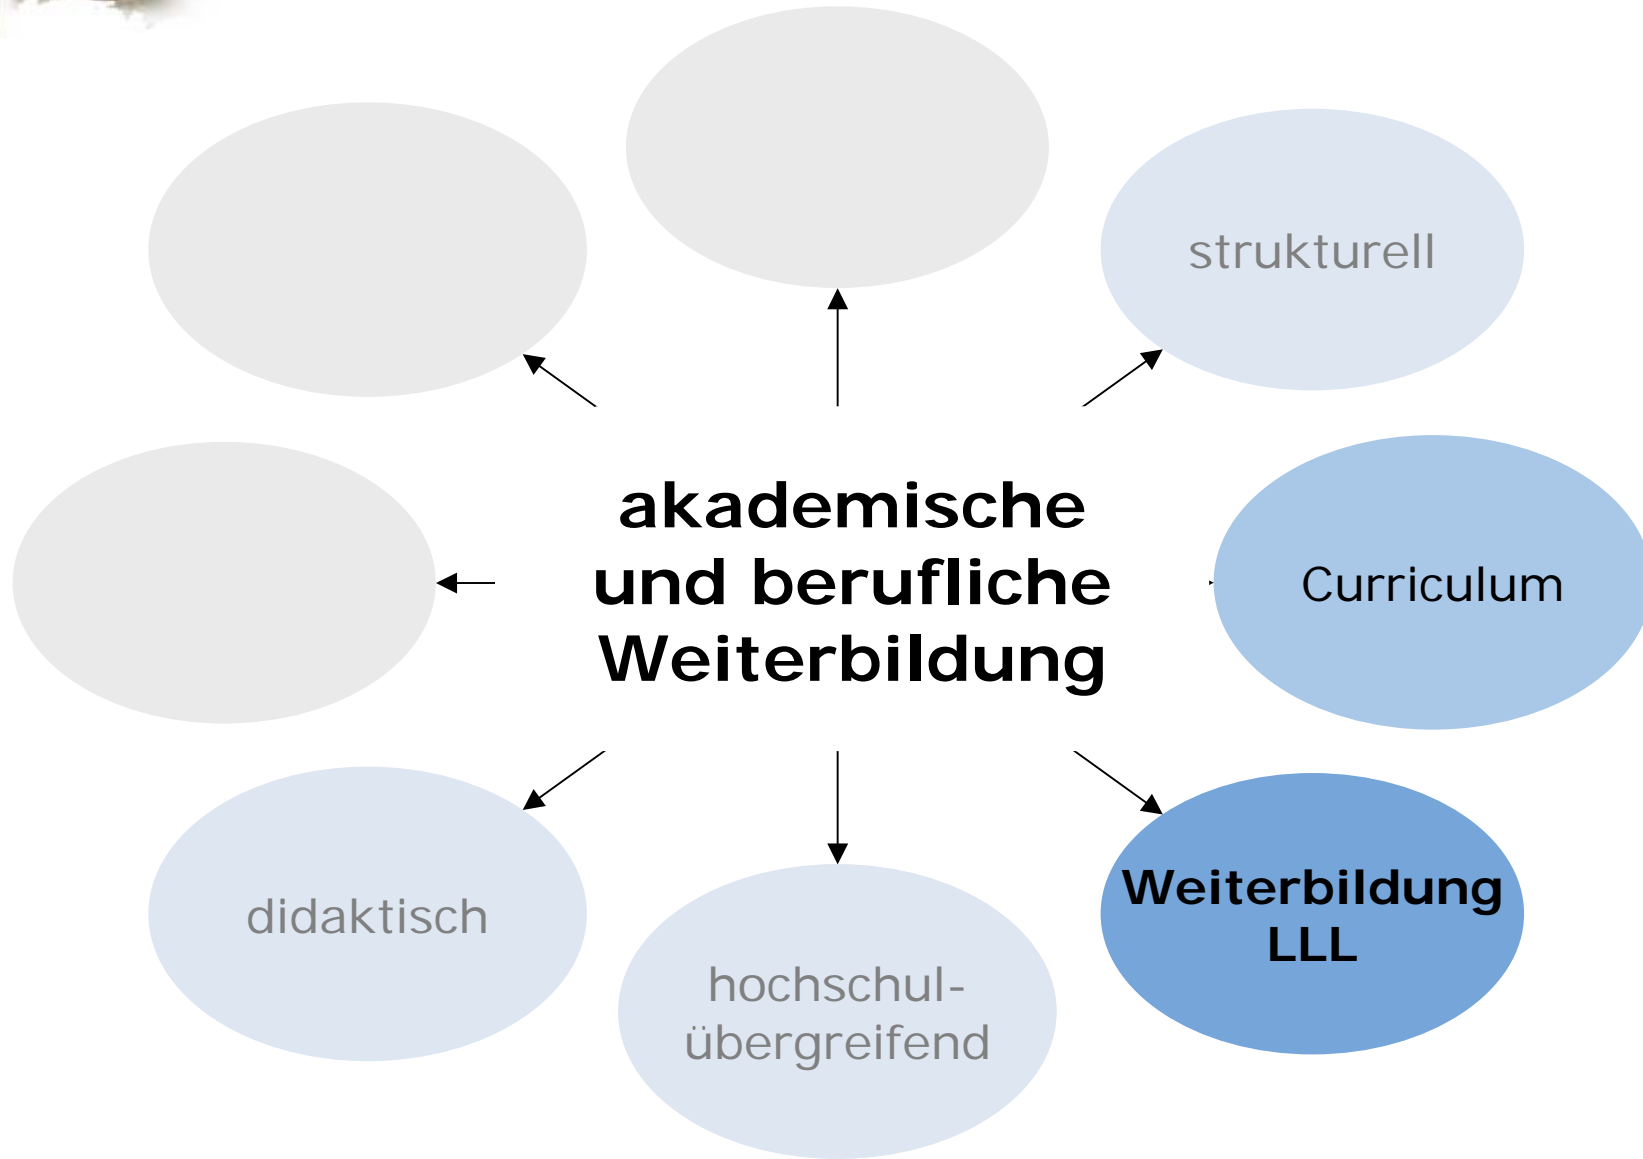 strukturell
akademische
und berufliche
Weiterbildung
Curriculum
Weiterbildung
LLL
didaktisch
hochschul-
übergreifend